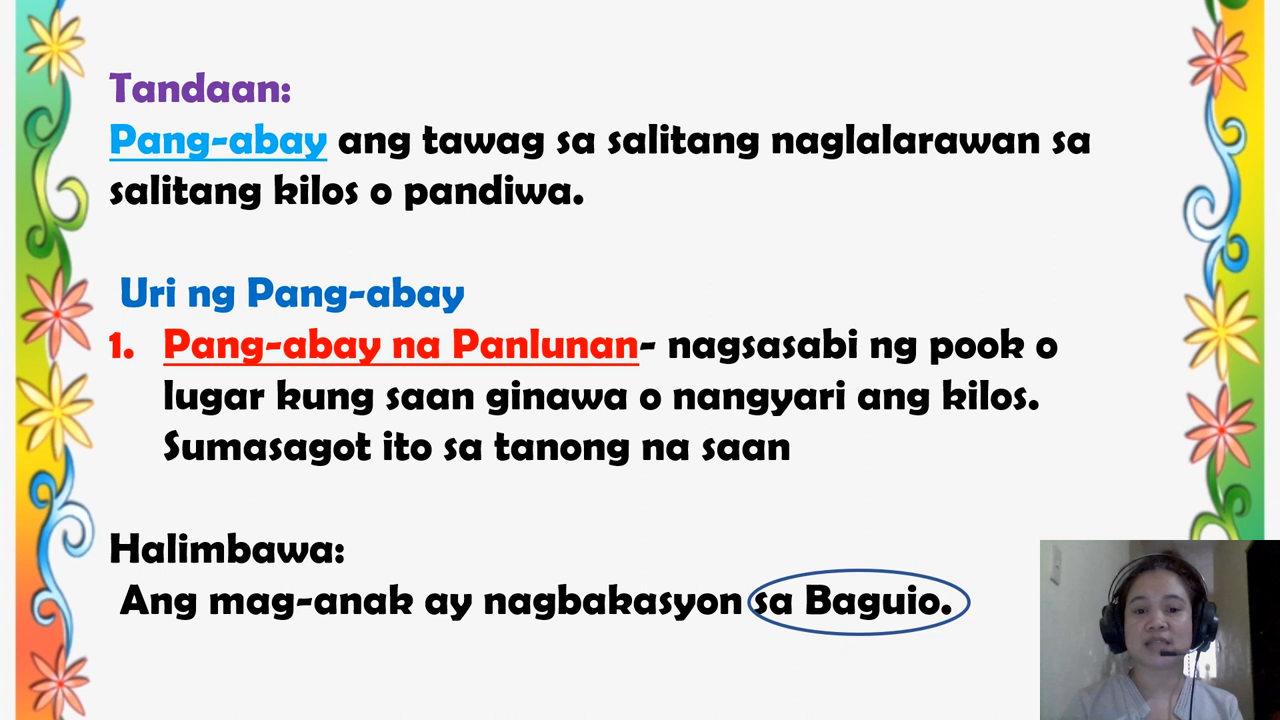 Tandaan:
Pang-abay ang tawag sa salitang naglalarawan sa
salitang kilos o pandiwa.
Uri ng Pang-abay
1. Pang-abay na Panlunan- nagsasabi ng pook o
lugar kung saan ginawa o nangyari ang kilos.
Sumasagot ito sa tanong na saan
Halimbawa:
Ang mag-anak ay nagbakasyon sa Baguio.